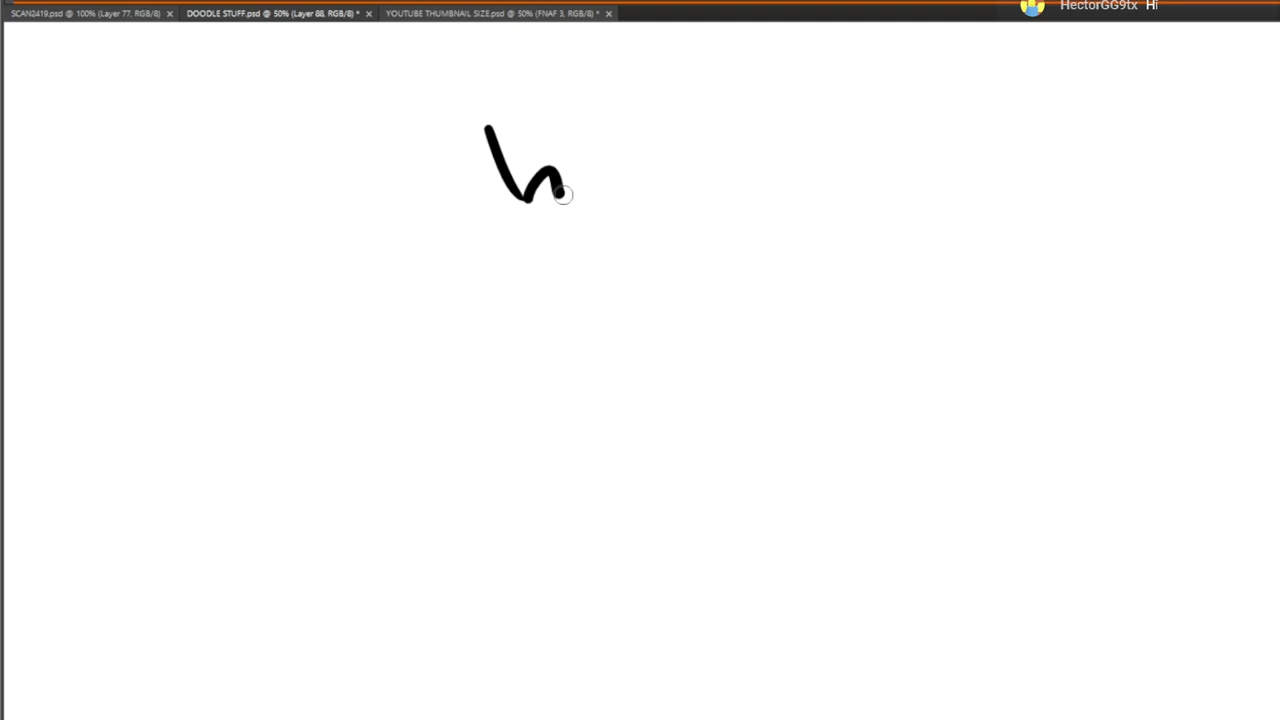 HectorGG9tx Hi
SCAN2419.psd @ 100% (Layer 77, RGB/8) × DOODLE STUFF.psd @ 50% (Layer 88, RGB/8) * × YOUTUBE THUMBNAIL SIZE.psd @ 50% (FNAF 3, RGB/8) * ×
h